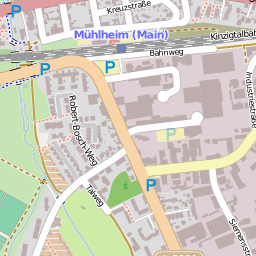 Kreuzstraße
P
Mühlheim (Main)
Kinzigtalbah
Bahnweg
P
P
Industriestraße
Robert-Bosch-Weg
P
Talweg
P
Siemensstr